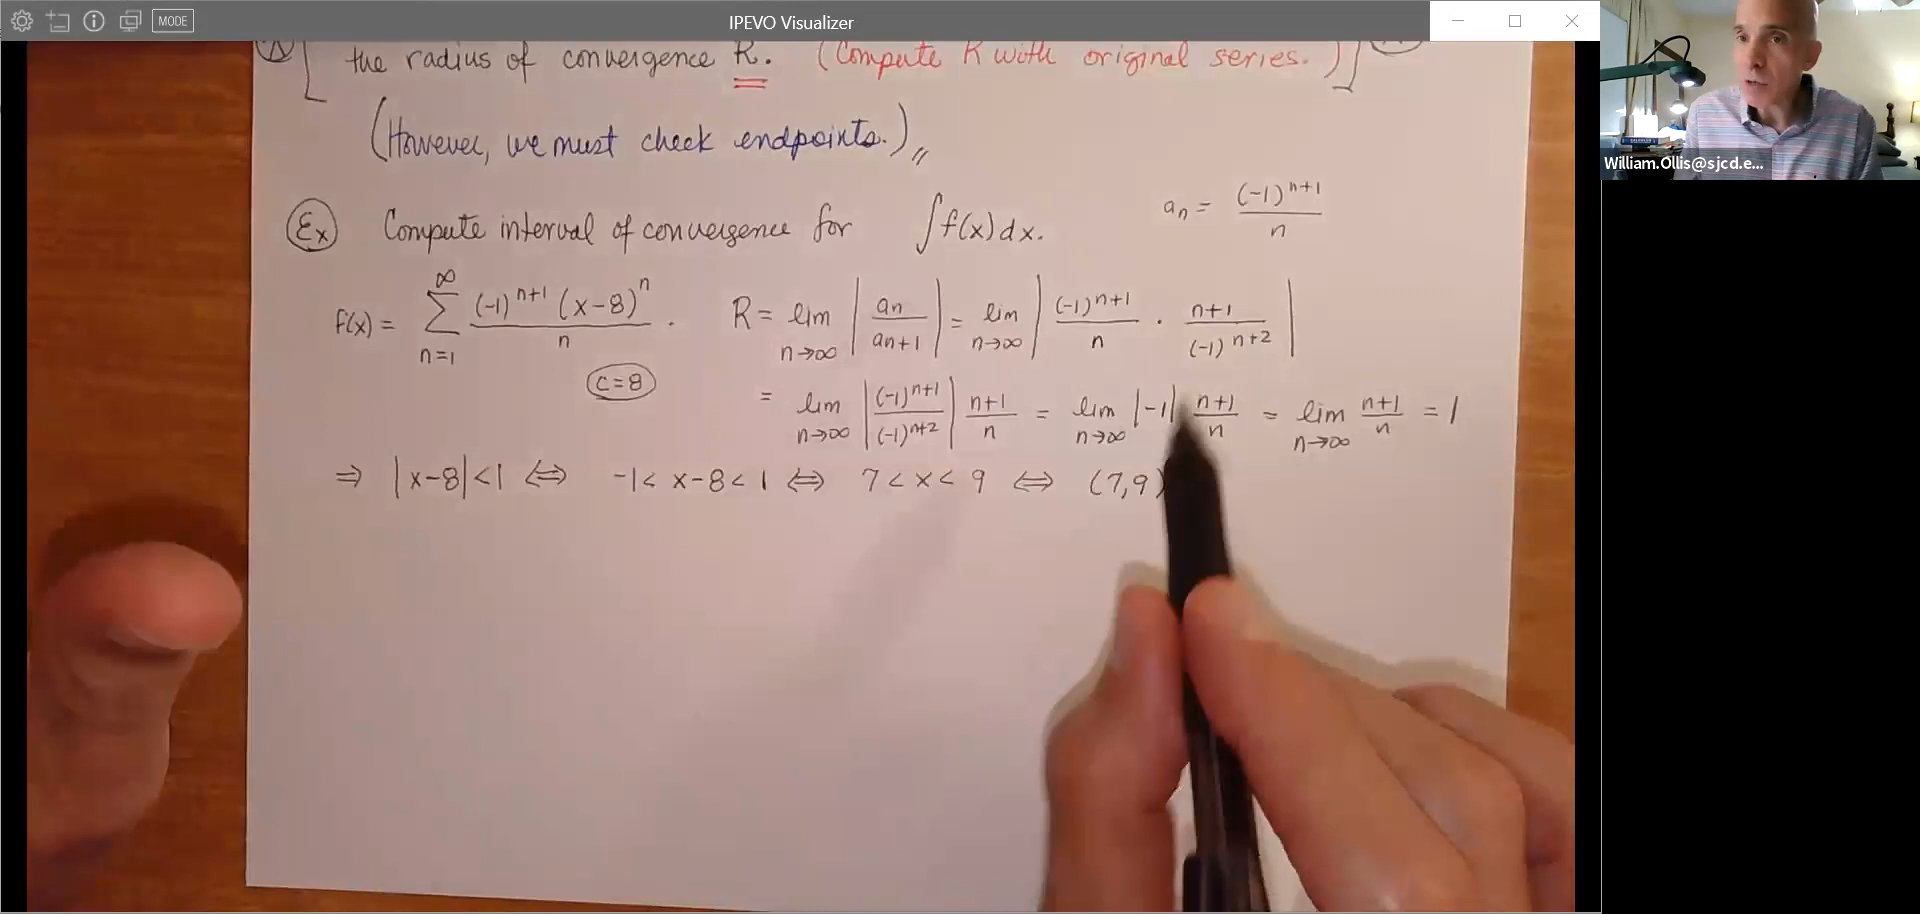 MODE
IPEVO Visualizer
the radius of convergence R. (Compute R with original series.)
(However, we must check endpoints.)
William.Ollis@sjcd.e...
Ex Compute interval of convergence for ∫f(x)dx. aₙ = (-1)^(n+1) / n
f(x) = ∑_{n=1}^{∞} (-1)^(n+1) (x-8)^n / n . R = lim_{n→∞} | an / an+1 | = lim_{n→∞} | (-1)^(n+1) / n · n+1 / (-1)^(n+2) |
c=8
= lim_{n→∞} | (-1)^(n+1) / (-1)^(n+2) | n+1 / n = lim_{n→∞} |-1| n+1 / n = lim_{n→∞} n+1 / n = 1
⇒ |x-8| < 1 ⇔ -1 < x-8 < 1 ⇔ 7 < x < 9 ⇔ (7,9)